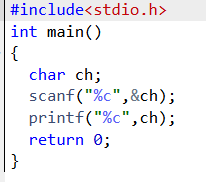 #include<stdio.h>
int main()
{
  char ch;
  scanf("%c",&ch);
  printf("%c",ch);
  return 0;
}